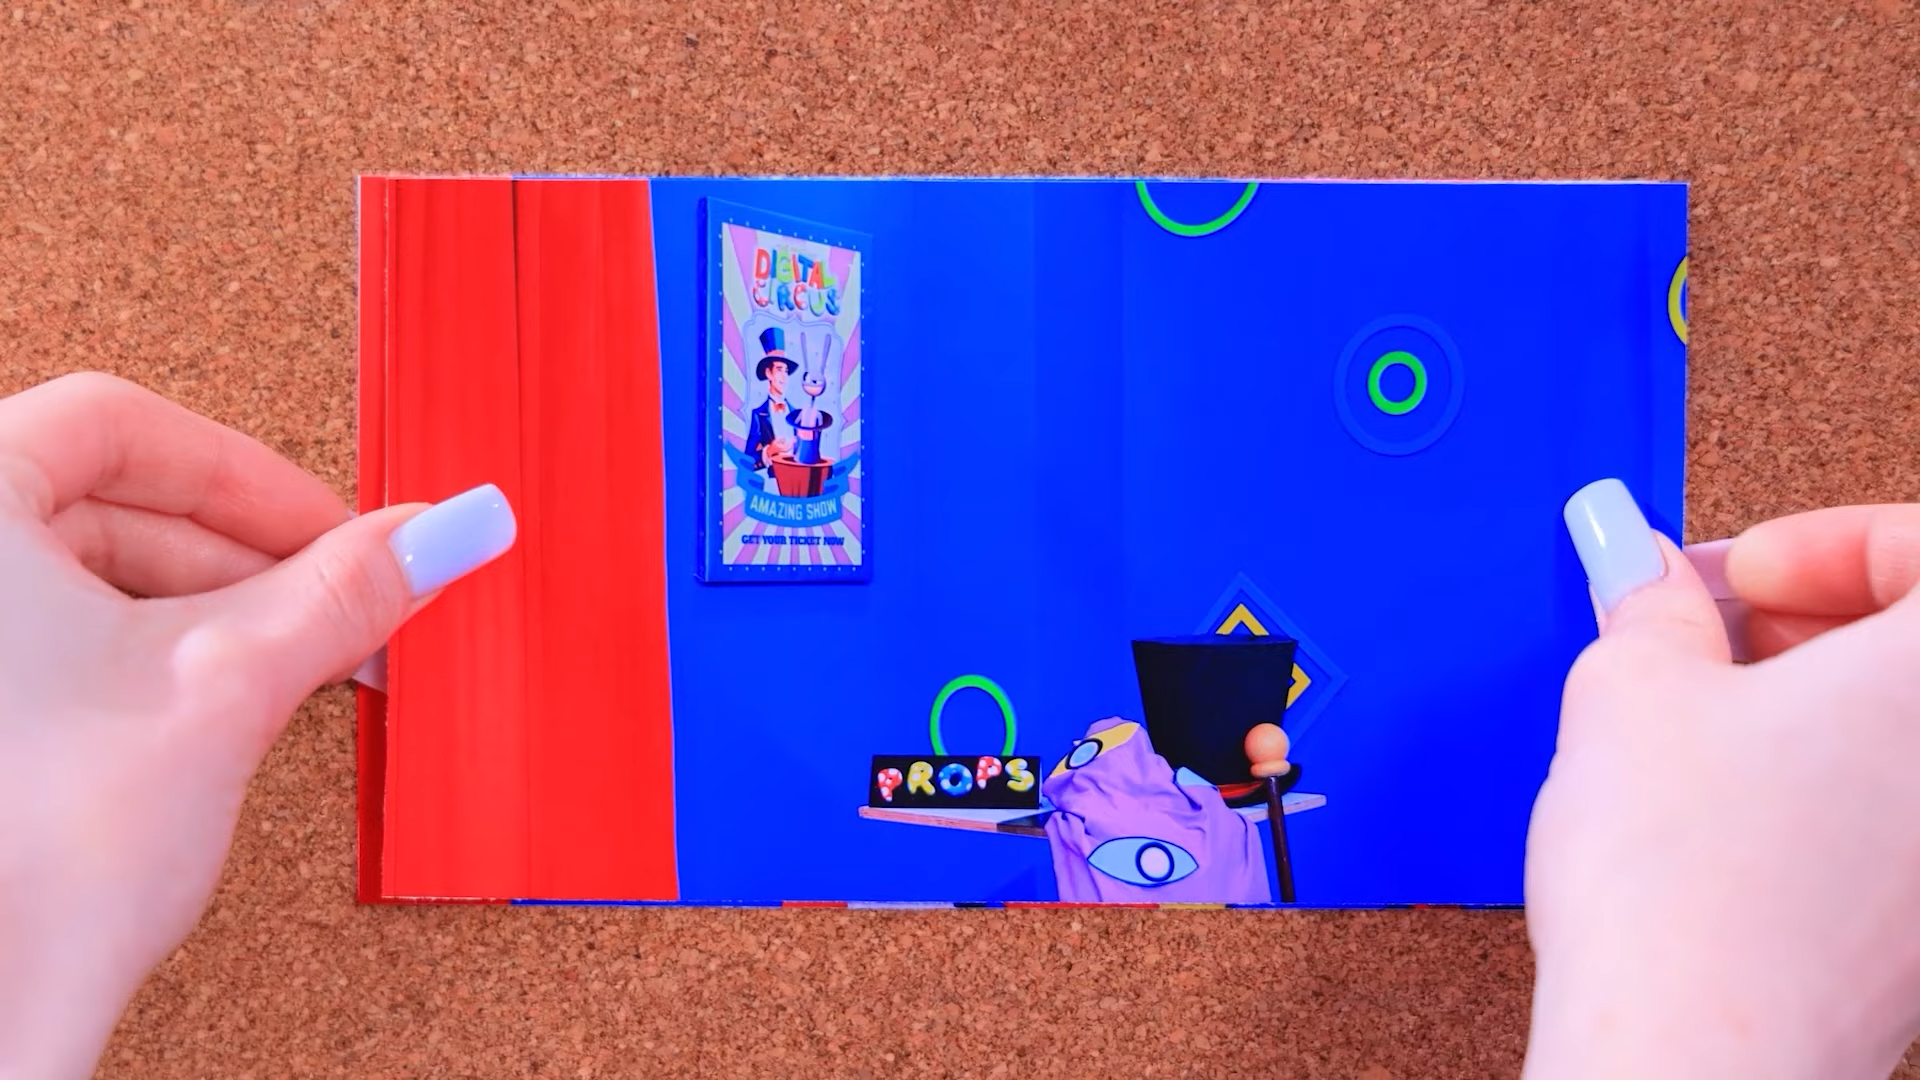 DIGITAL
CIRCUS
AMAZING SHOW
GET YOUR TICKET NOW
PROPS